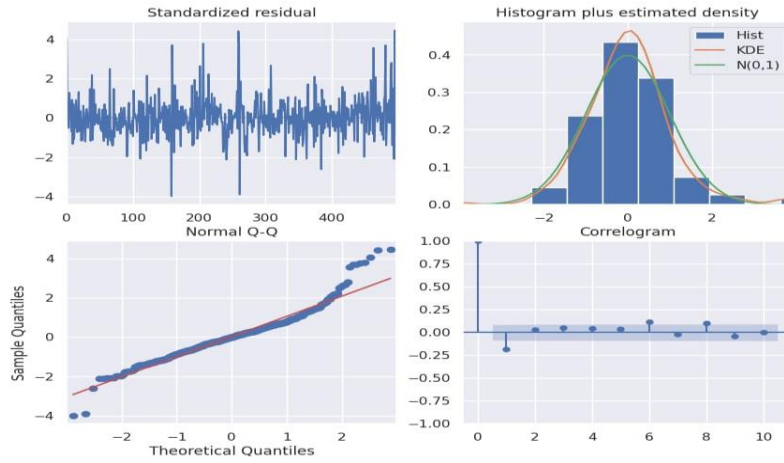 Standardized residual
4
2
0
−2
−4
0 100 200 300 400
Histogram plus estimated density
Hist
KDE
N(0,1)
0.4
0.3
0.2
0.1
0.0
−2 0 2
Normal Q-Q
Sample Quantiles
4
2
0
−2
−4
−2 −1 0 1 2
Theoretical Quantiles
Correlogram
1.00
0.75
0.50
0.25
0.00
−0.25
−0.50
−0.75
−1.00
0 2 4 6 8 10